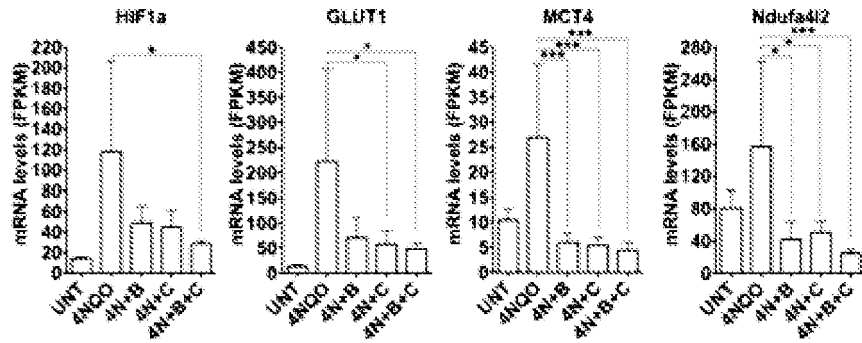 HIF1a
mRNA levels (FPKM)
220
200
180
160
140
120
100
80
60
40
20
0
*
UNT
4NQO
4N+B
4N+C
4N+B+C
GLUT1
mRNA levels (FPKM)
450
400
350
300
250
200
150
100
50
0
*
*
UNT
4NQO
4N+B
4N+C
4N+B+C
MCT4
mRNA levels (FPKM)
45
40
35
30
25
20
15
10
5
0
***
***
***
UNT
4NQO
4N+B
4N+C
4N+B+C
Ndufa4l2
mRNA levels (FPKM)
280
240
200
160
120
80
40
0
***
*
*
UNT
4NQO
4N+B
4N+C
4N+B+C